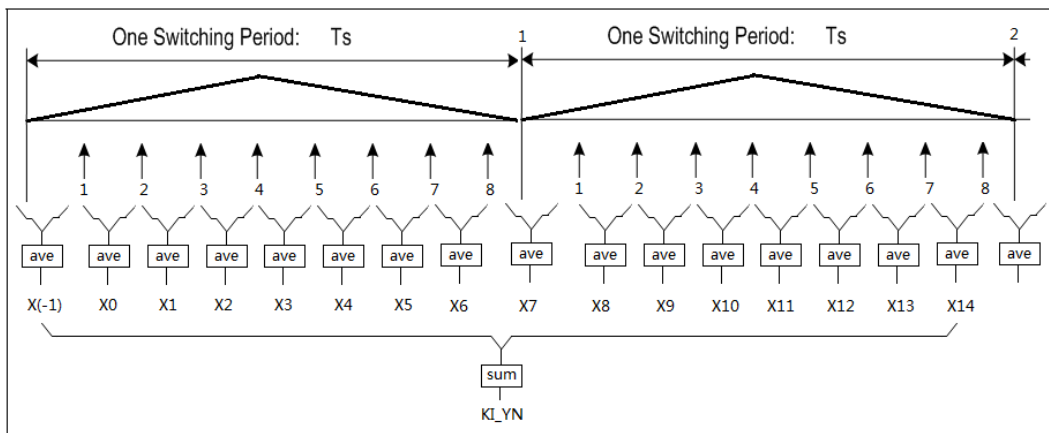 One Switching Period: Ts 1 One Switching Period: Ts 2
1 2 3 4 5 6 7 8 1 2 3 4 5 6 7 8
ave ave ave ave ave ave ave ave ave ave ave ave ave ave ave ave ave
X(-1) X0 X1 X2 X3 X4 X5 X6 X7 X8 X9 X10 X11 X12 X13 X14
sum
KI_YN